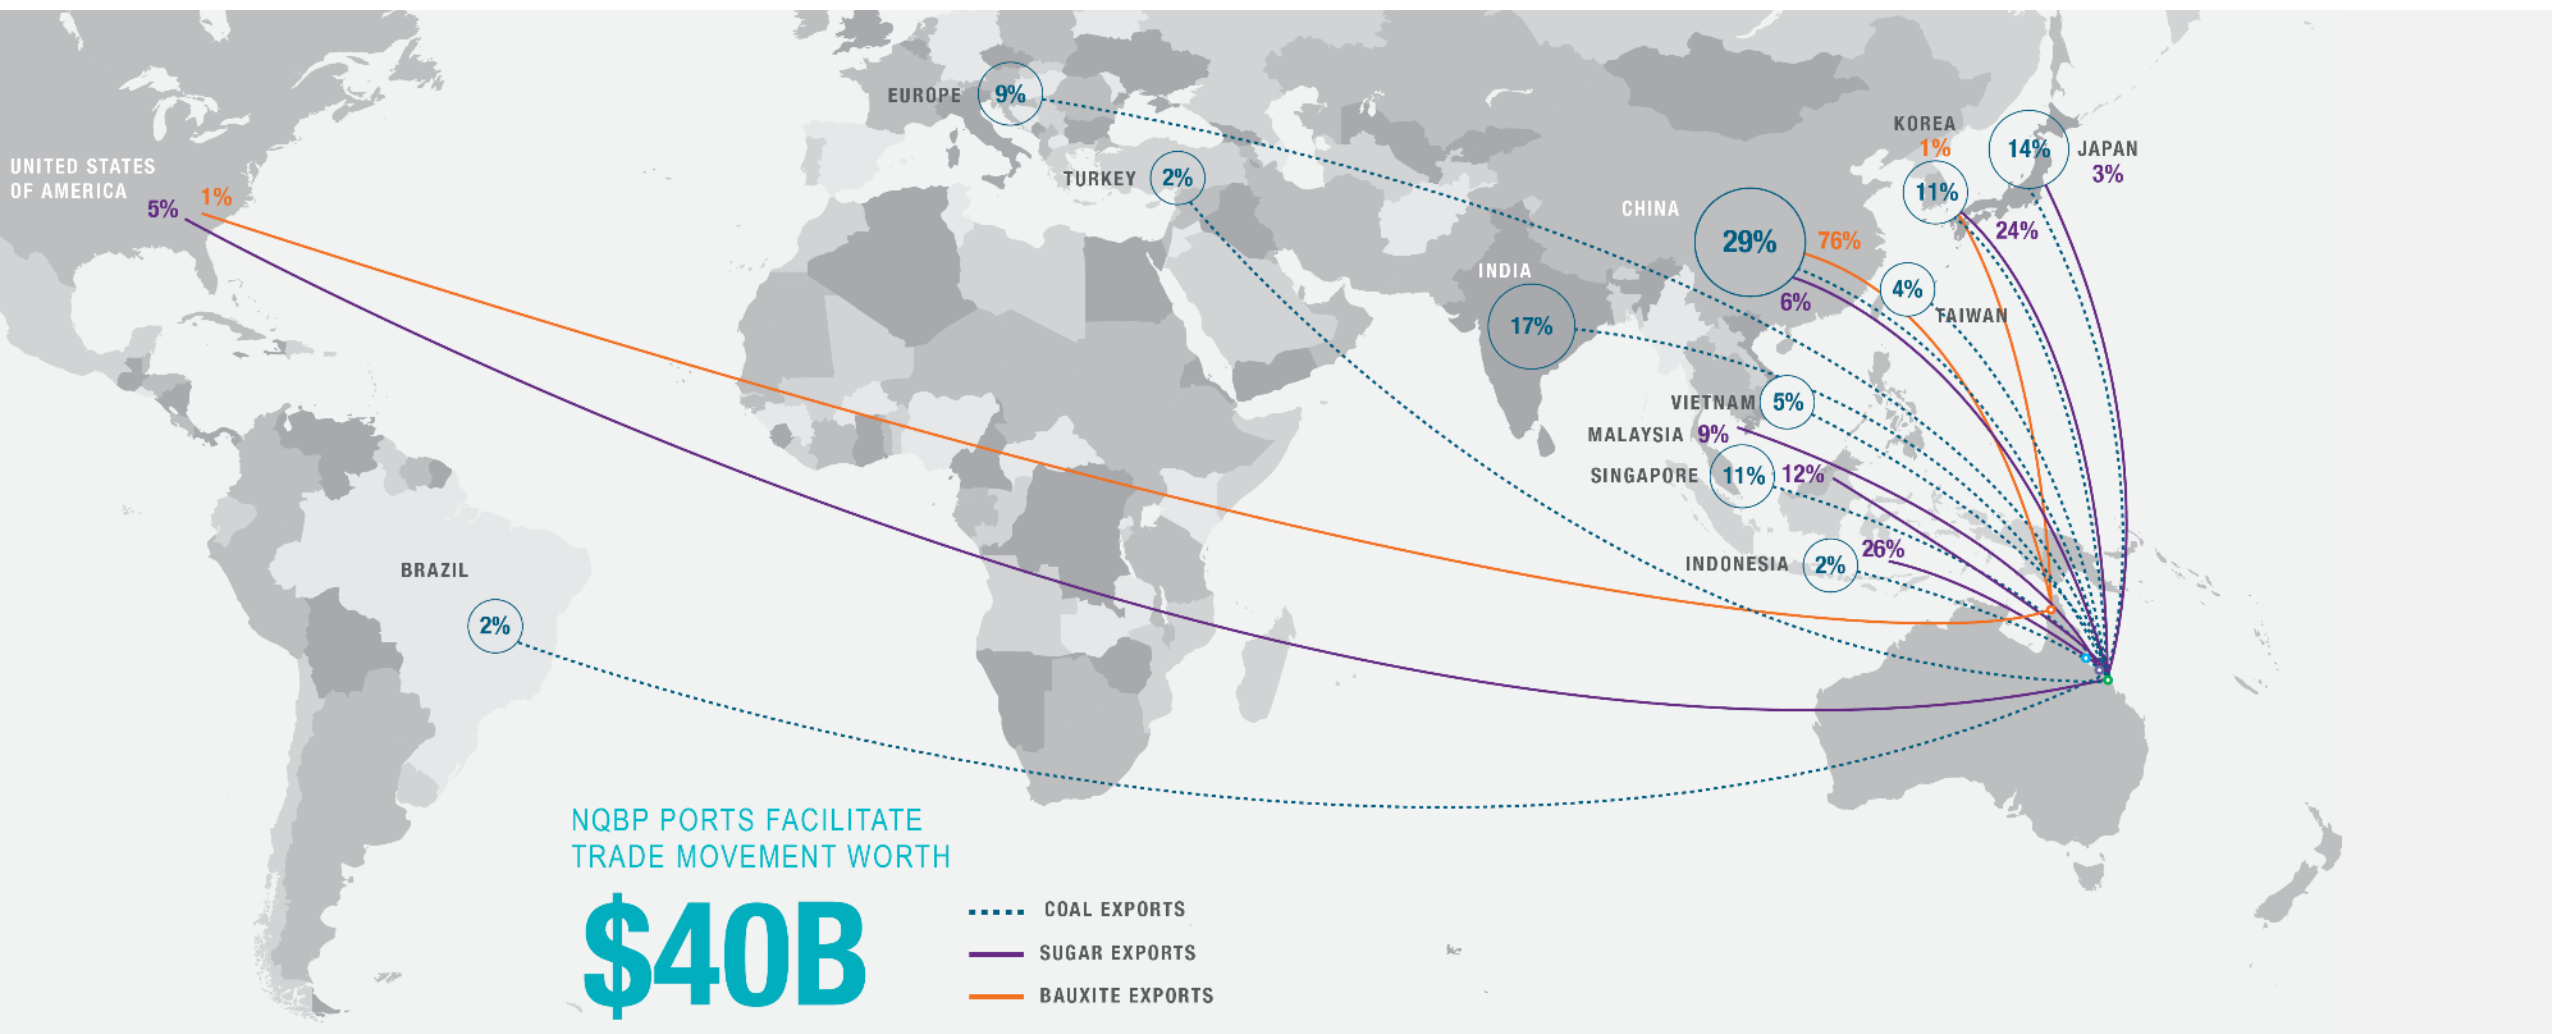 EUROPE
9%
KOREA
1%
11%
14%
JAPAN
3%
UNITED STATES
OF AMERICA
5%
1%
TURKEY
2%
CHINA
29%
76%
6%
24%
INDIA
17%
4%
TAIWAN
VIETNAM
5%
MALAYSIA
9%
SINGAPORE
11%
12%
INDONESIA
2%
26%
BRAZIL
2%
NQBP PORTS FACILITATE
TRADE MOVEMENT WORTH
$40B
COAL EXPORTS
SUGAR EXPORTS
BAUXITE EXPORTS